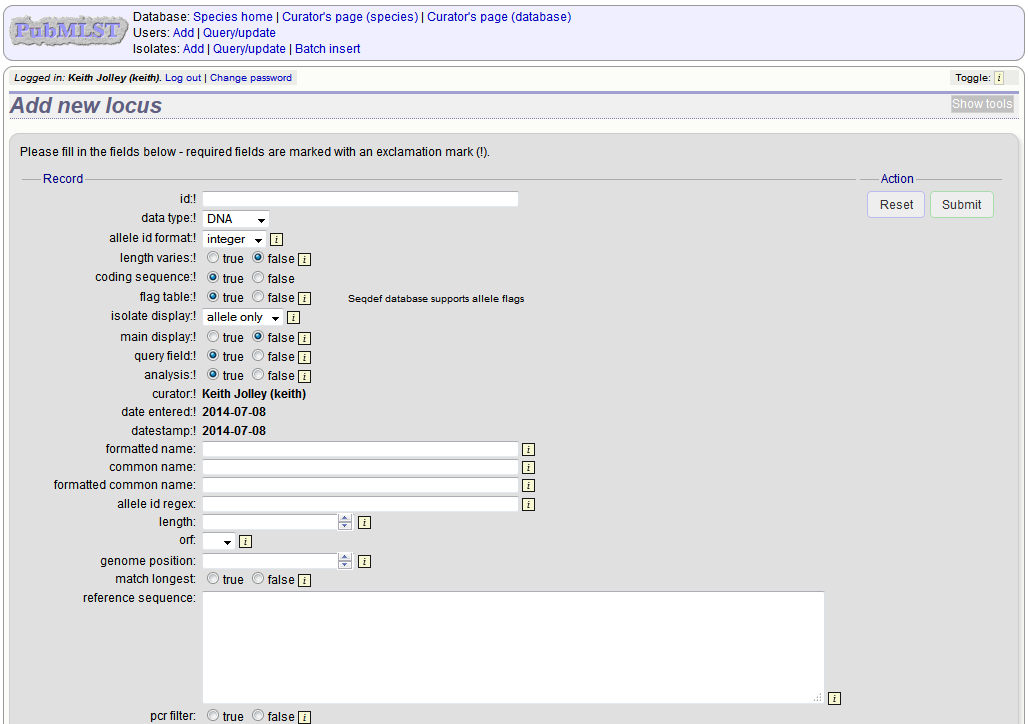 PubMLST
Database: Species home | Curator's page (species) | Curator's page (database)
Users: Add | Query/update
Isolates: Add | Query/update | Batch insert
Logged in: Keith Jolley (keith). Log out | Change password
Toggle: i
Add new locus
Show tools
Please fill in the fields below - required fields are marked with an exclamation mark (!).
Record
Action
id:!
Reset Submit
data type:! DNA
allele id format:! integer i
length varies:! true false i
coding sequence:! true false
flag table:! true false i Seqdef database supports allele flags
isolate display:! allele only i
main display:! true false i
query field:! true false i
analysis:! true false i
curator:! Keith Jolley (keith)
date entered:! 2014-07-08
datestamp:! 2014-07-08
formatted name: i
common name: i
formatted common name: i
allele id regex: i
length: i
orf: i
genome position: i
match longest: true false i
reference sequence: i
pcr filter: true false i